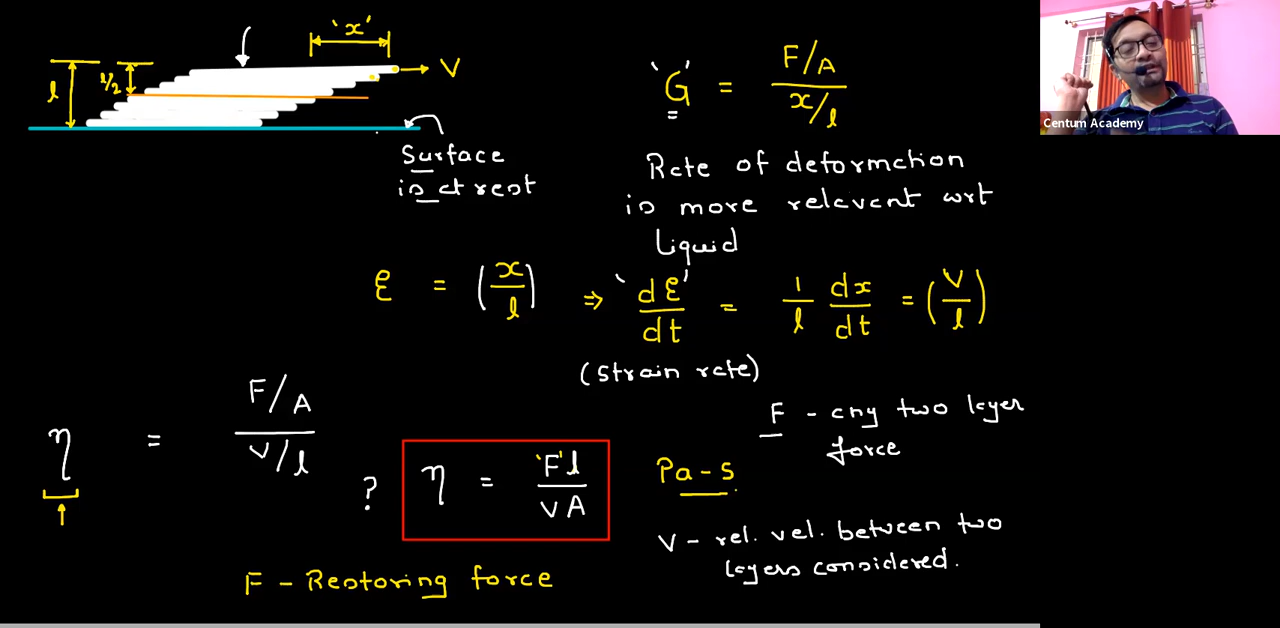 'x'
V
l
l/2
Surface
is at rest
'G' = F/A / x/l
Rate of deformation
is more relevant wrt
liquid
ε = (x/l) ⇒ 'dε'/dt = 1/l dx/dt = (v/l)
(strain rate)
η = F/A / v/l
F - any two layer
force
? η = 'F'l / vA
Pa-s
V - rel. vel. between two
layers considered.
F - Restoring force
Centum Academy